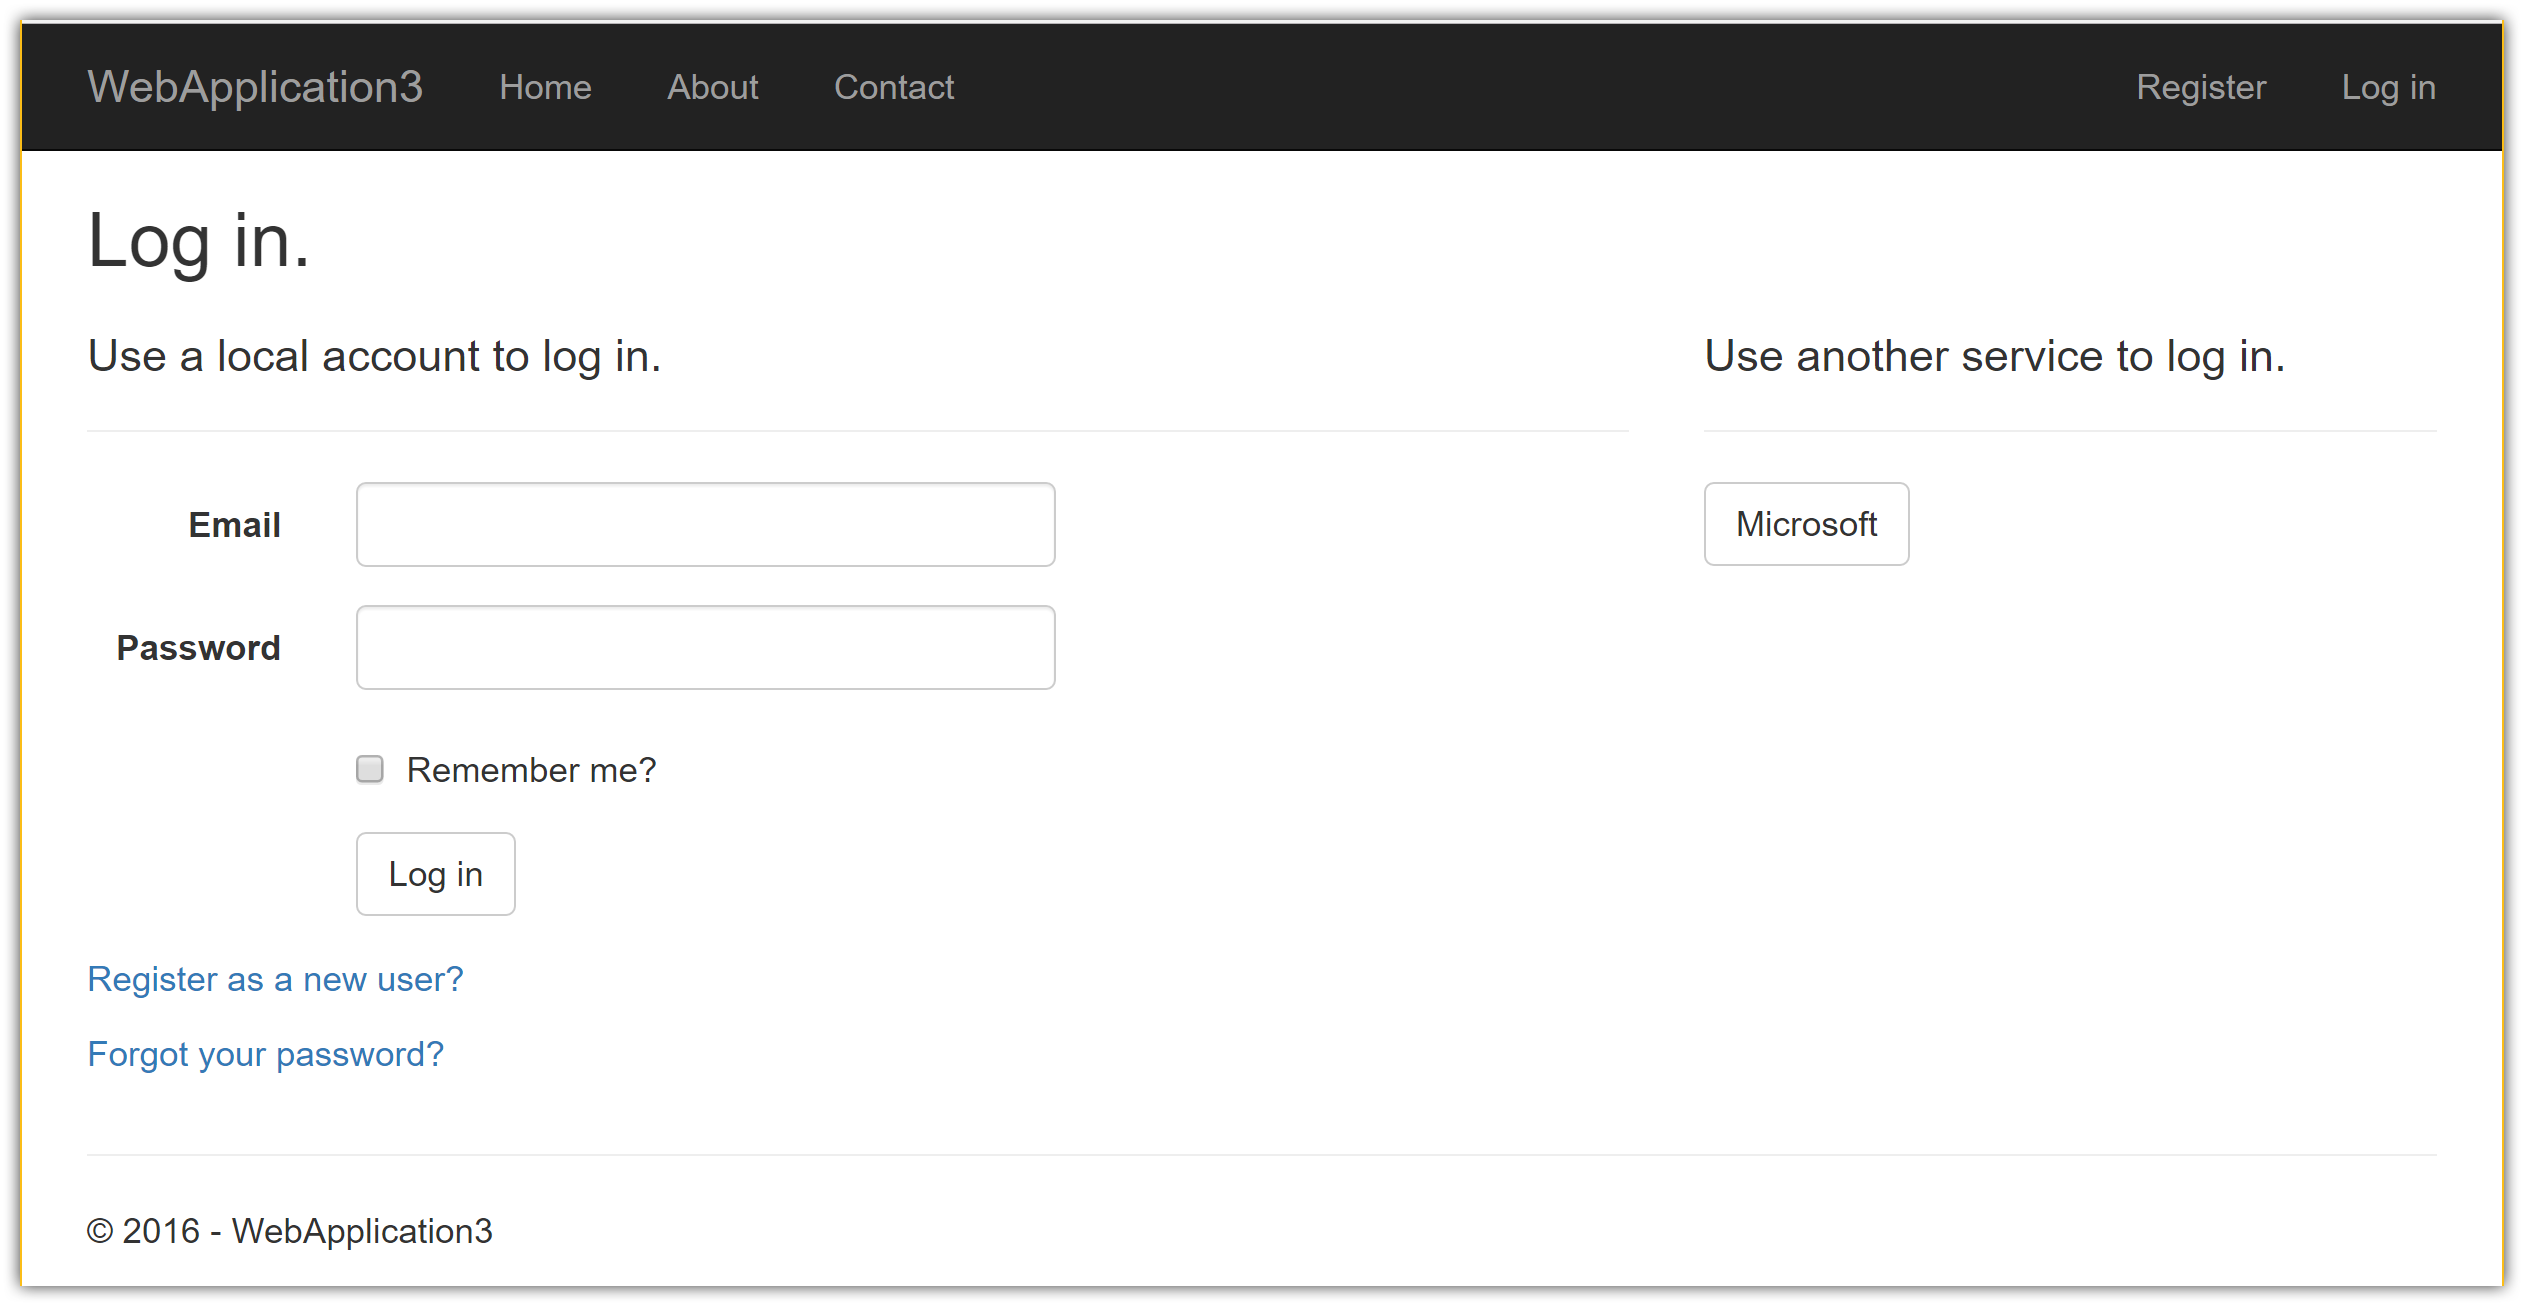 WebApplication3 Home About Contact Register Log in
Log in.
Use a local account to log in.
Email
Password
Remember me?
Log in
Register as a new user?
Forgot your password?
Use another service to log in.
Microsoft
© 2016 - WebApplication3